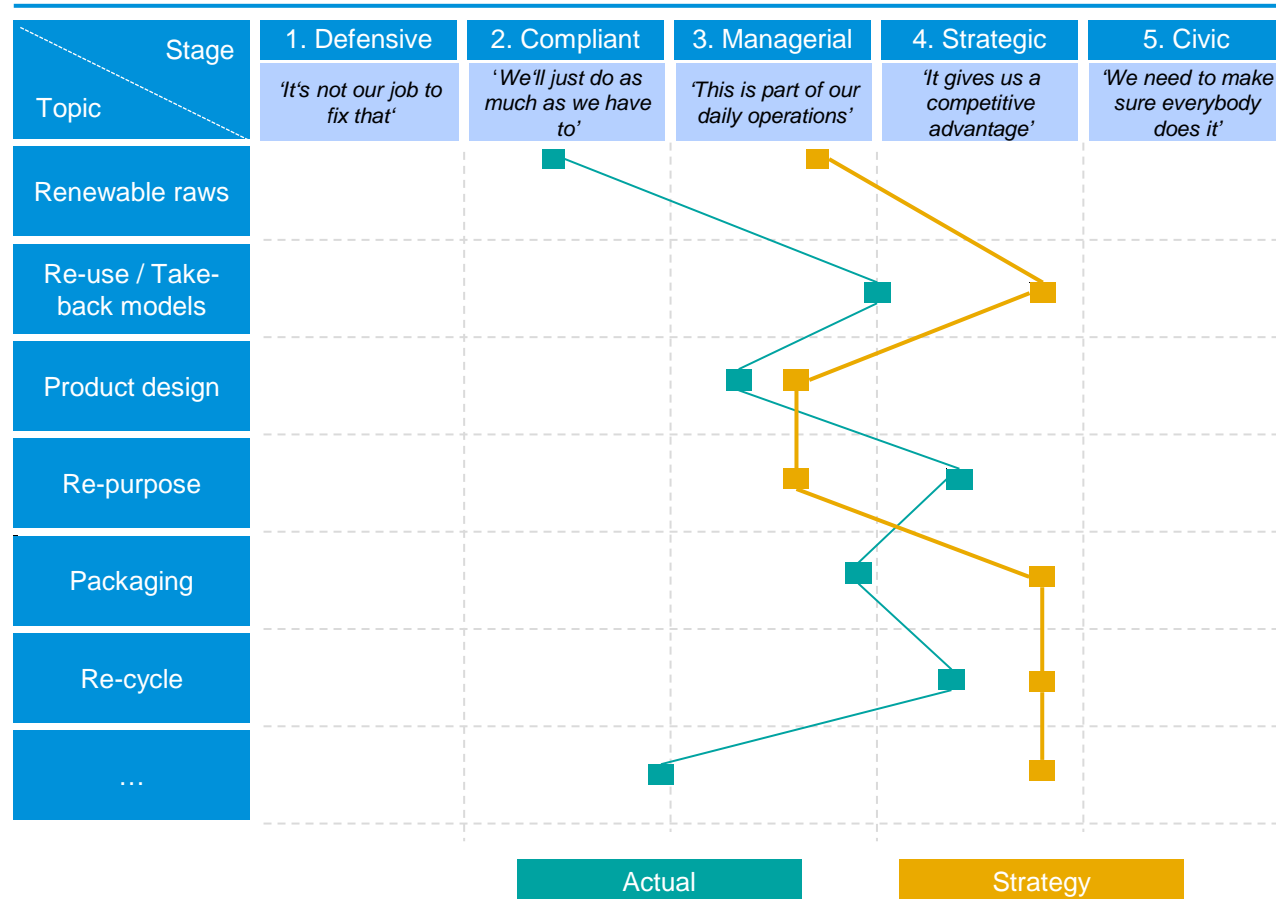 Stage
Topic
1. Defensive
2. Compliant
3. Managerial
4. Strategic
5. Civic
‘It‘s not our job to
fix that‘
‘We‘ll just do as
much as we have
to’
‘This is part of our
daily operations’
‘It gives us a
competitive
advantage’
‘We need to make
sure everybody
does it’
Renewable raws
Re-use / Take-
back models
Product design
Re-purpose
Packaging
Re-cycle
…
Actual
Strategy